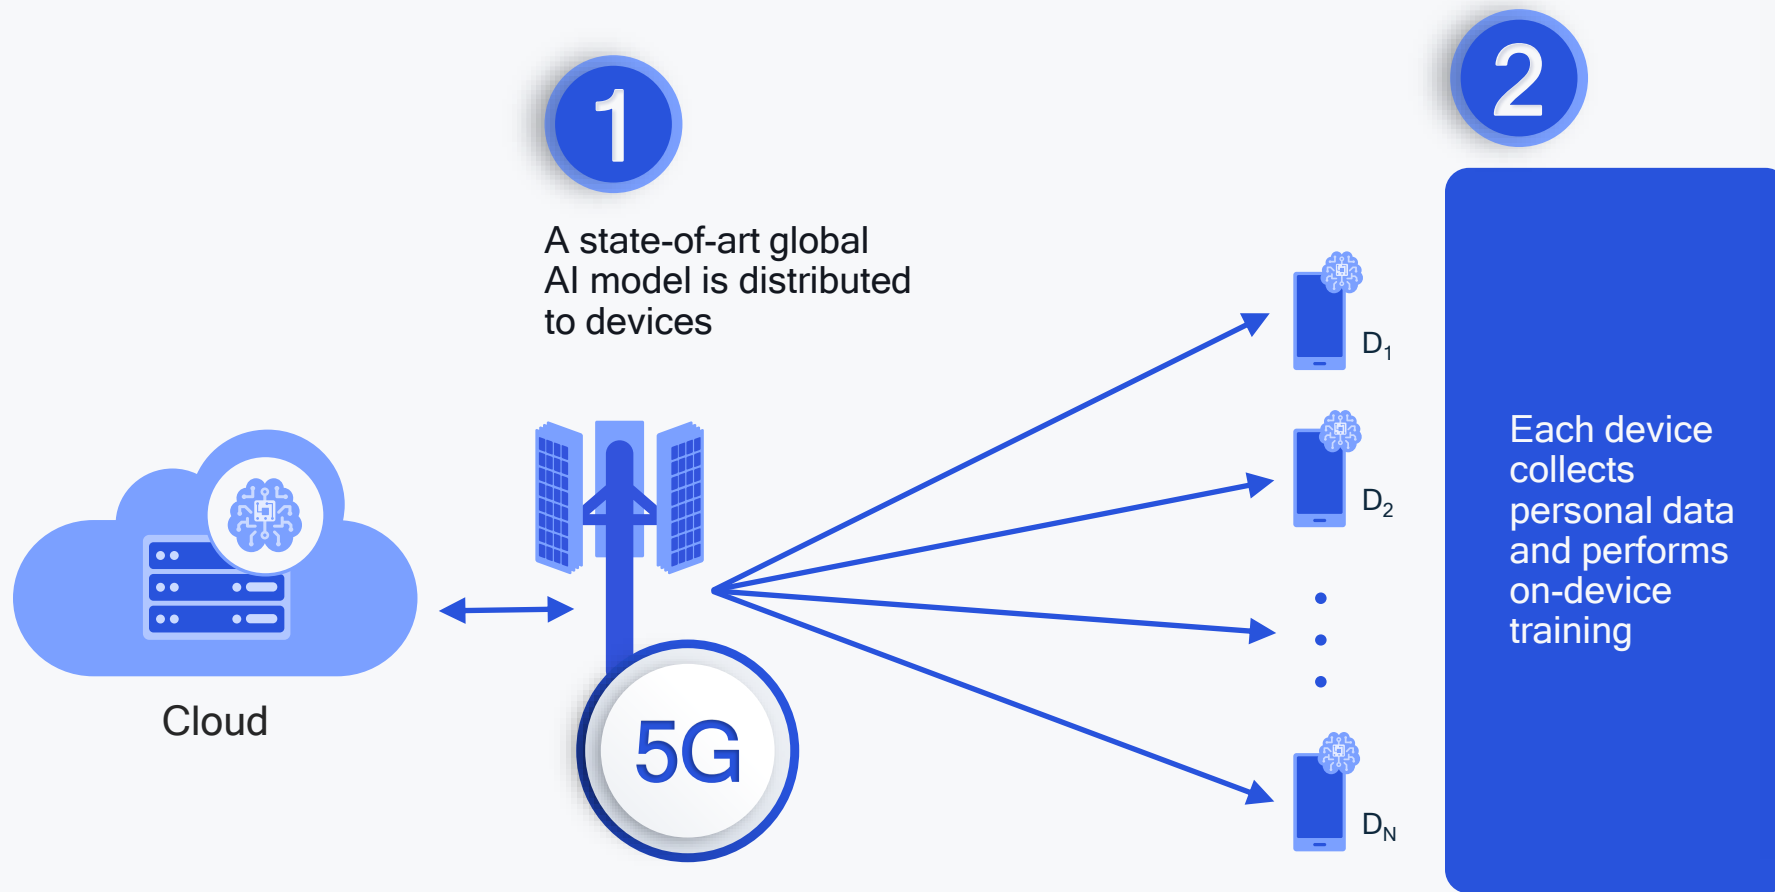 1
A state-of-art global
AI model is distributed
to devices
Cloud
5G
D₁
D₂
D_N
2
Each device
collects
personal data
and performs
on-device
training